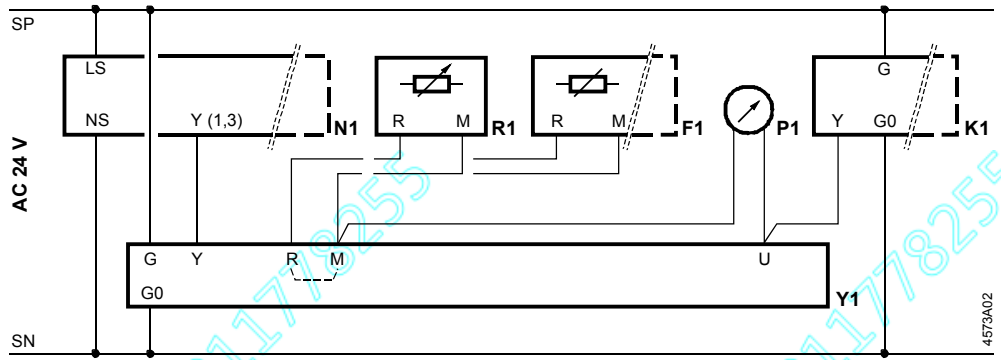 SP
LS
G
NS
Y (1,3)
N1
R
M
R1
R
M
F1
P1
Y
G0
K1
AC 24 V
G
Y
R
M
U
G0
Y1
SN
4573A02